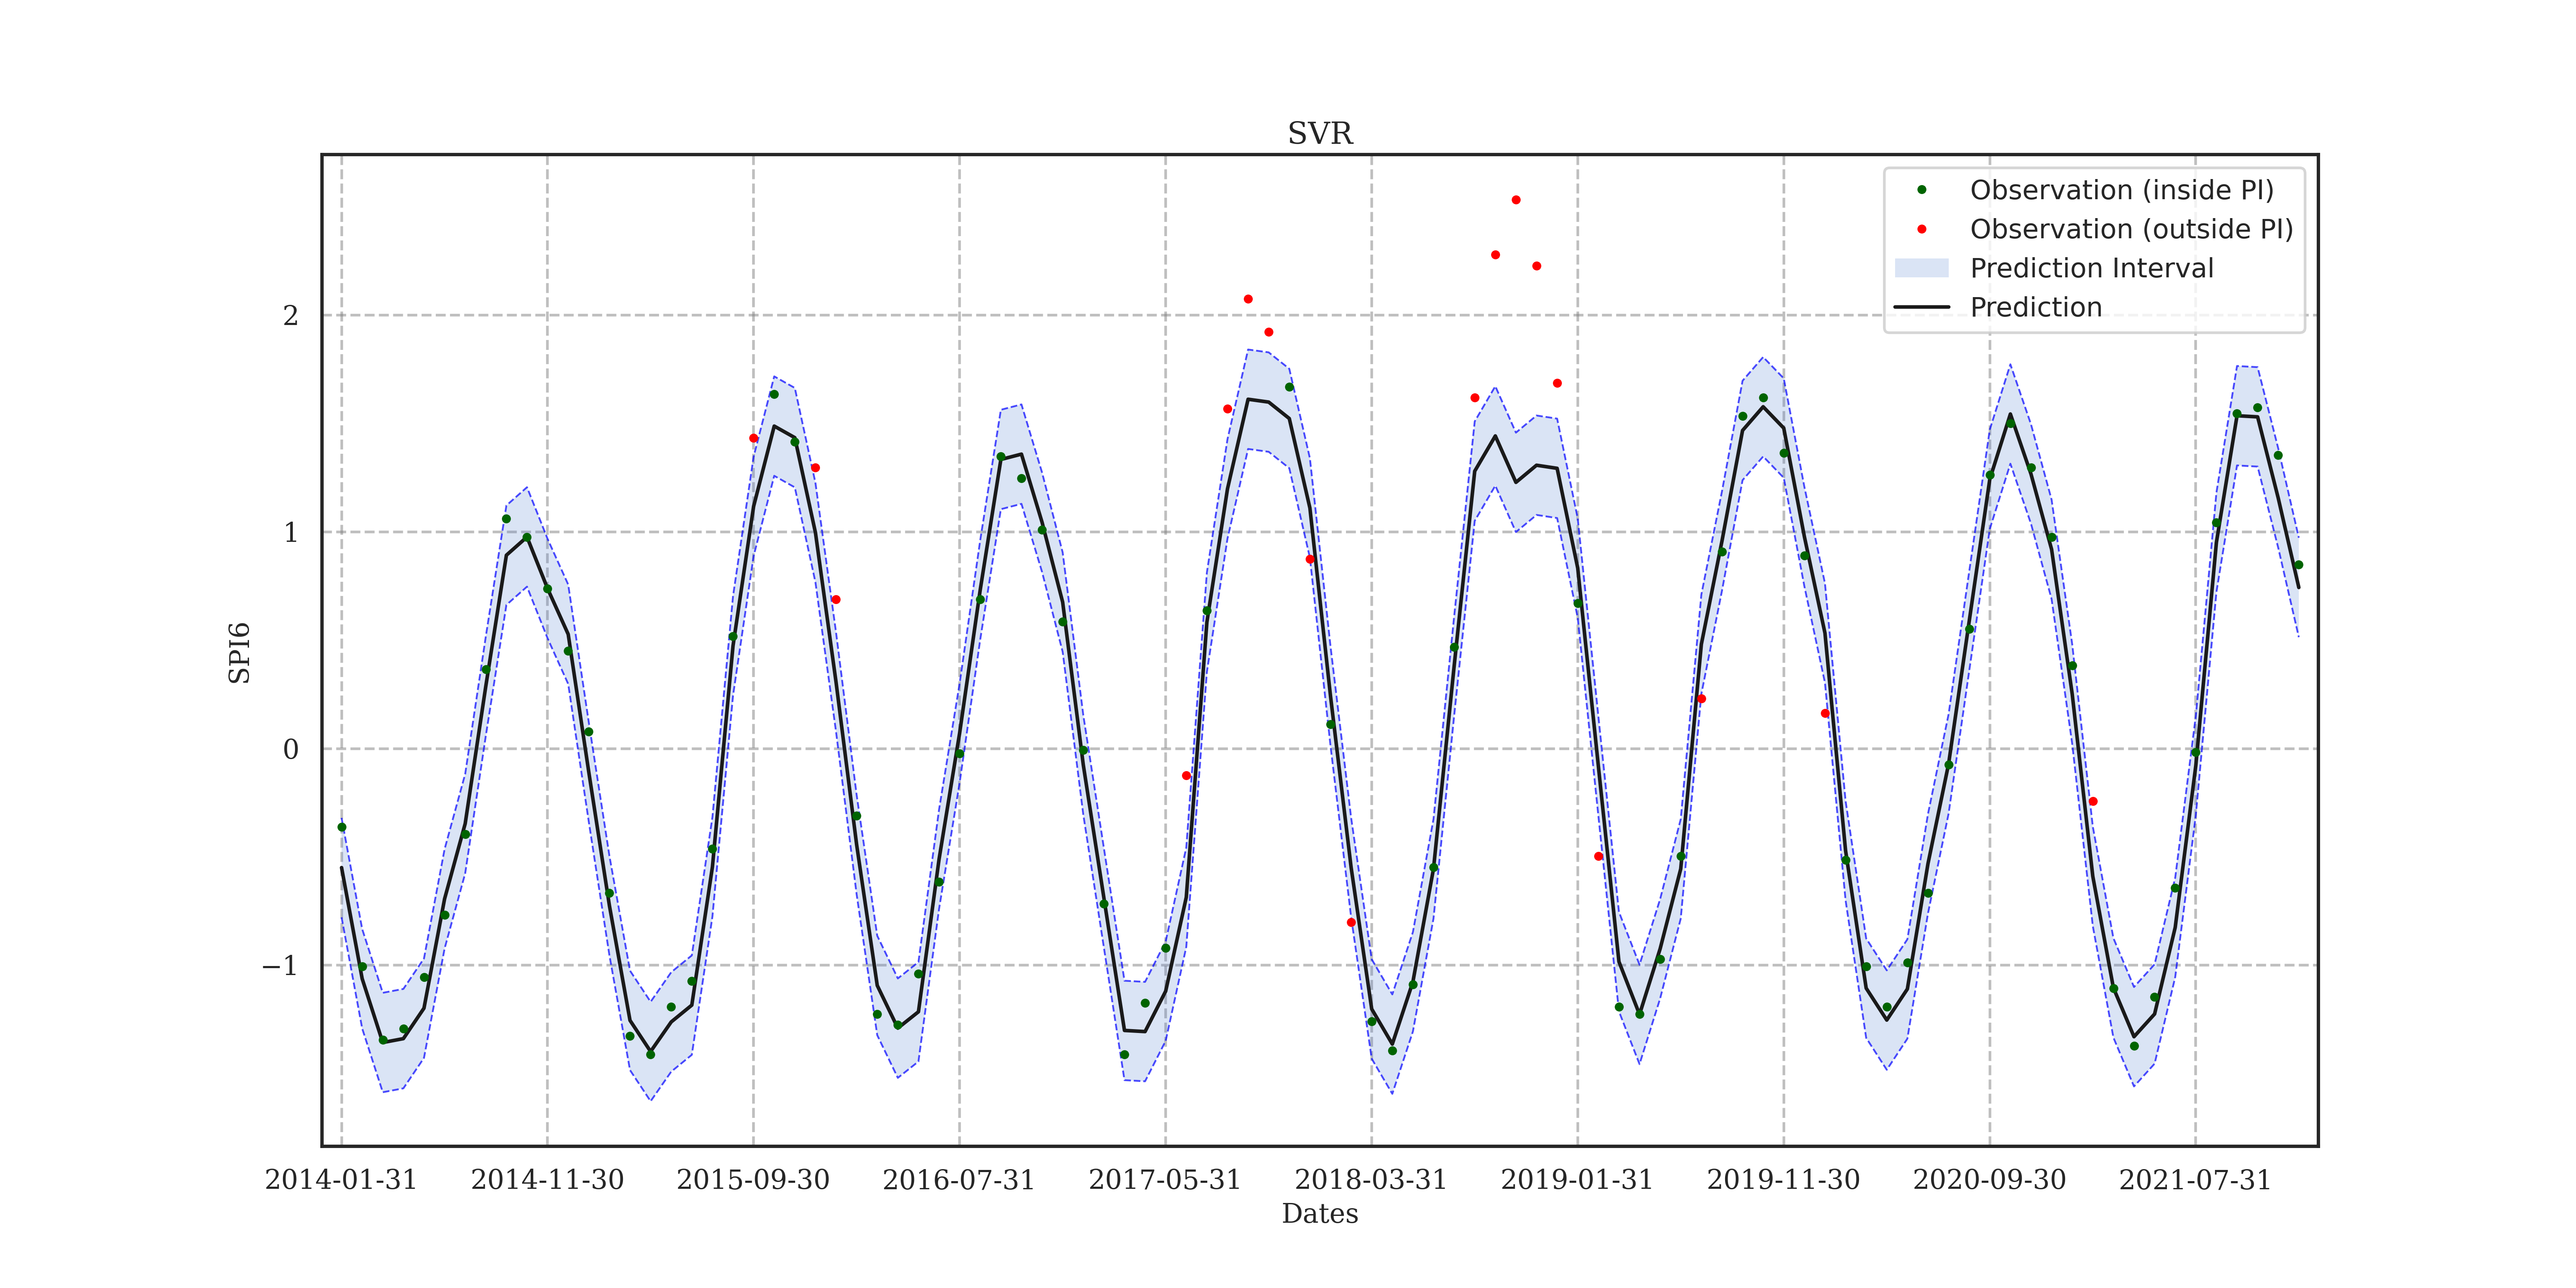 SVR
Observation (inside PI)
Observation (outside PI)
Prediction Interval
Prediction
2
1
0
−1
SPI6
2014-01-31 2014-11-30 2015-09-30 2016-07-31 2017-05-31 2018-03-31 2019-01-31 2019-11-30 2020-09-30 2021-07-31
Dates